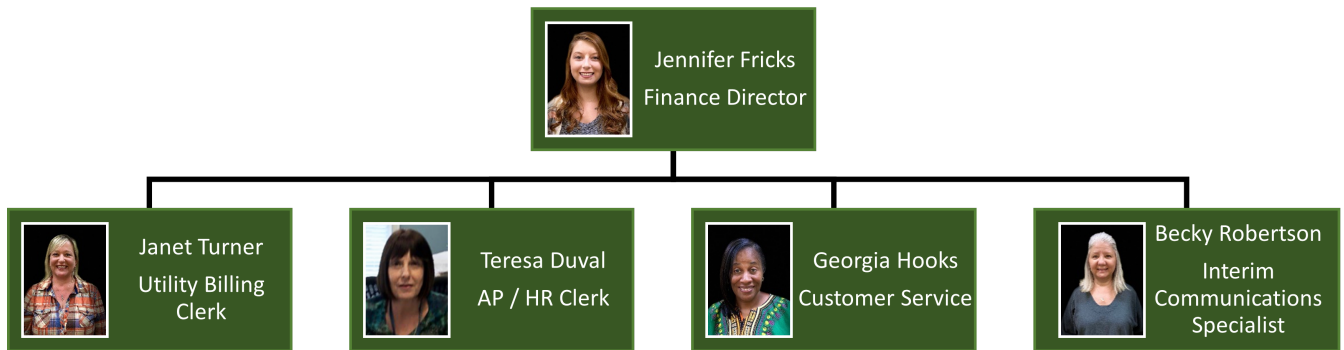 Jennifer Fricks
Finance Director
Janet Turner
Utility Billing
Clerk
Teresa Duval
AP / HR Clerk
Georgia Hooks
Customer Service
Becky Robertson
Interim
Communications
Specialist